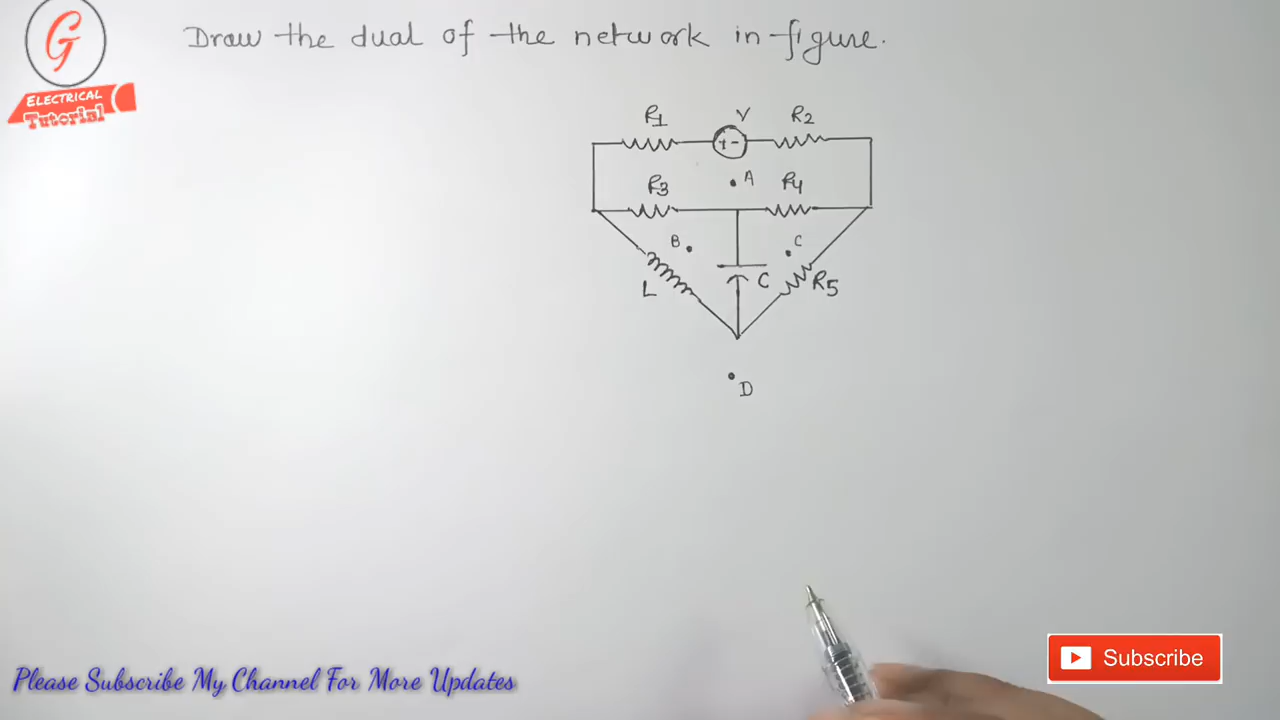 G
ELECTRICAL
Tutorial
Draw the dual of the network in figure.
R1 V R2
+ -
R3 A R4
B C
L C R5
D
Please Subscribe My Channel For More Updates
Subscribe